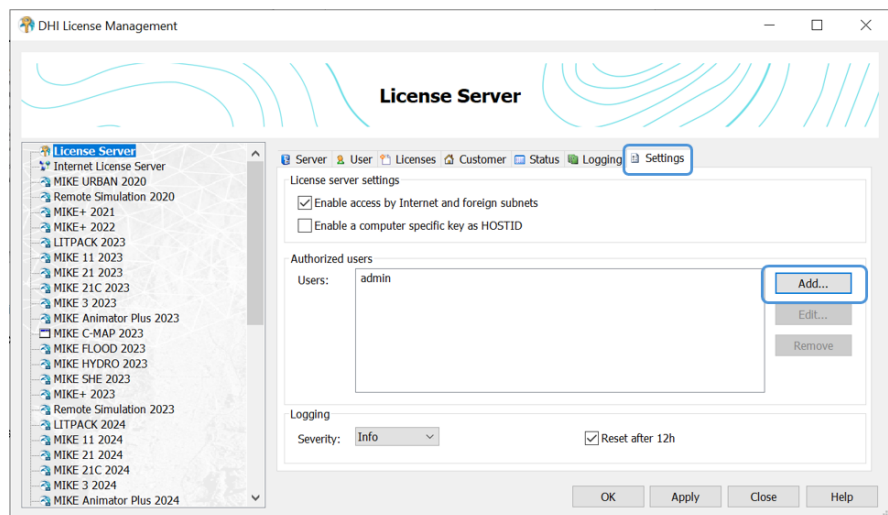 DHI License Management
License Server
License Server
Internet License Server
MIKE URBAN 2020
Remote Simulation 2020
MIKE+ 2021
MIKE+ 2022
LITPACK 2023
MIKE 11 2023
MIKE 21 2023
MIKE 21C 2023
MIKE 3 2023
MIKE Animator Plus 2023
MIKE C-MAP 2023
MIKE FLOOD 2023
MIKE HYDRO 2023
MIKE SHE 2023
MIKE+ 2023
Remote Simulation 2023
LITPACK 2024
MIKE 11 2024
MIKE 21 2024
MIKE 21C 2024
MIKE 3 2024
MIKE Animator Plus 2024
Server User Licenses Customer Status Logging Settings
License server settings
Enable access by Internet and foreign subnets
Enable a computer specific key as HOSTID
Authorized users
Users: admin
Add...
Edit...
Remove
Logging
Severity: Info Reset after 12h
OK Apply Close Help